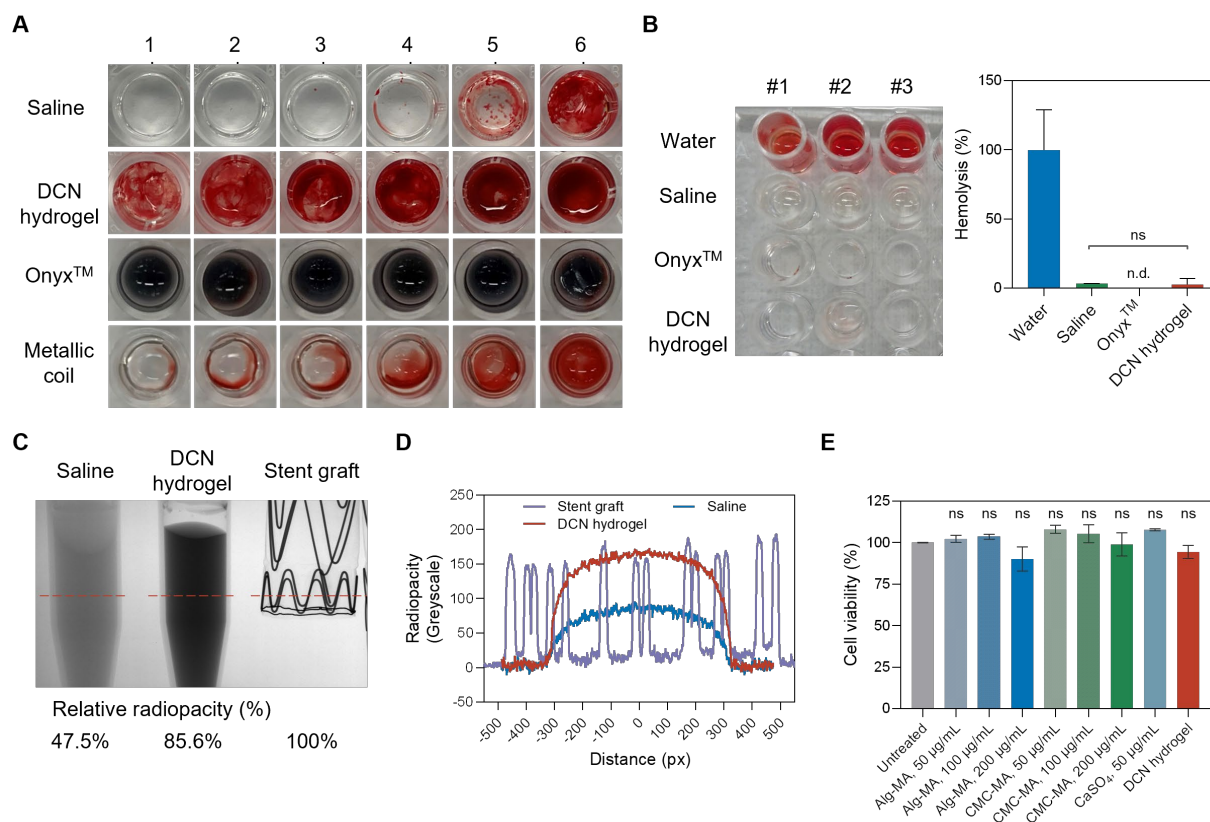 A
1 2 3 4 5 6
Saline
DCN
hydrogel
Onyx™
Metallic
coil
B
#1 #2 #3
Water
Saline
Onyx™
DCN
hydrogel
Hemolysis (%)
150
100
50
0
ns
n.d.
Water
Saline
Onyx™
DCN hydrogel
C
Saline
DCN
hydrogel
Stent graft
Relative radiopacity (%)
47.5% 85.6% 100%
D
Radiopacity
(Greyscale)
250
200
150
100
50
0
-50
Stent graft
DCN hydrogel
Saline
-500 -400 -300 -200 -100 0 100 200 300 400 500
Distance (px)
E
Cell viability (%)
125
100
75
50
25
0
ns ns ns ns ns ns ns ns
Untreated
Alg-MA, 50 µg/mL
Alg-MA, 100 µg/mL
Alg-MA, 200 µg/mL
CMC-MA, 50 µg/mL
CMC-MA, 100 µg/mL
CMC-MA, 200 µg/mL
CaSO₄, 50 µg/mL
DCN hydrogel